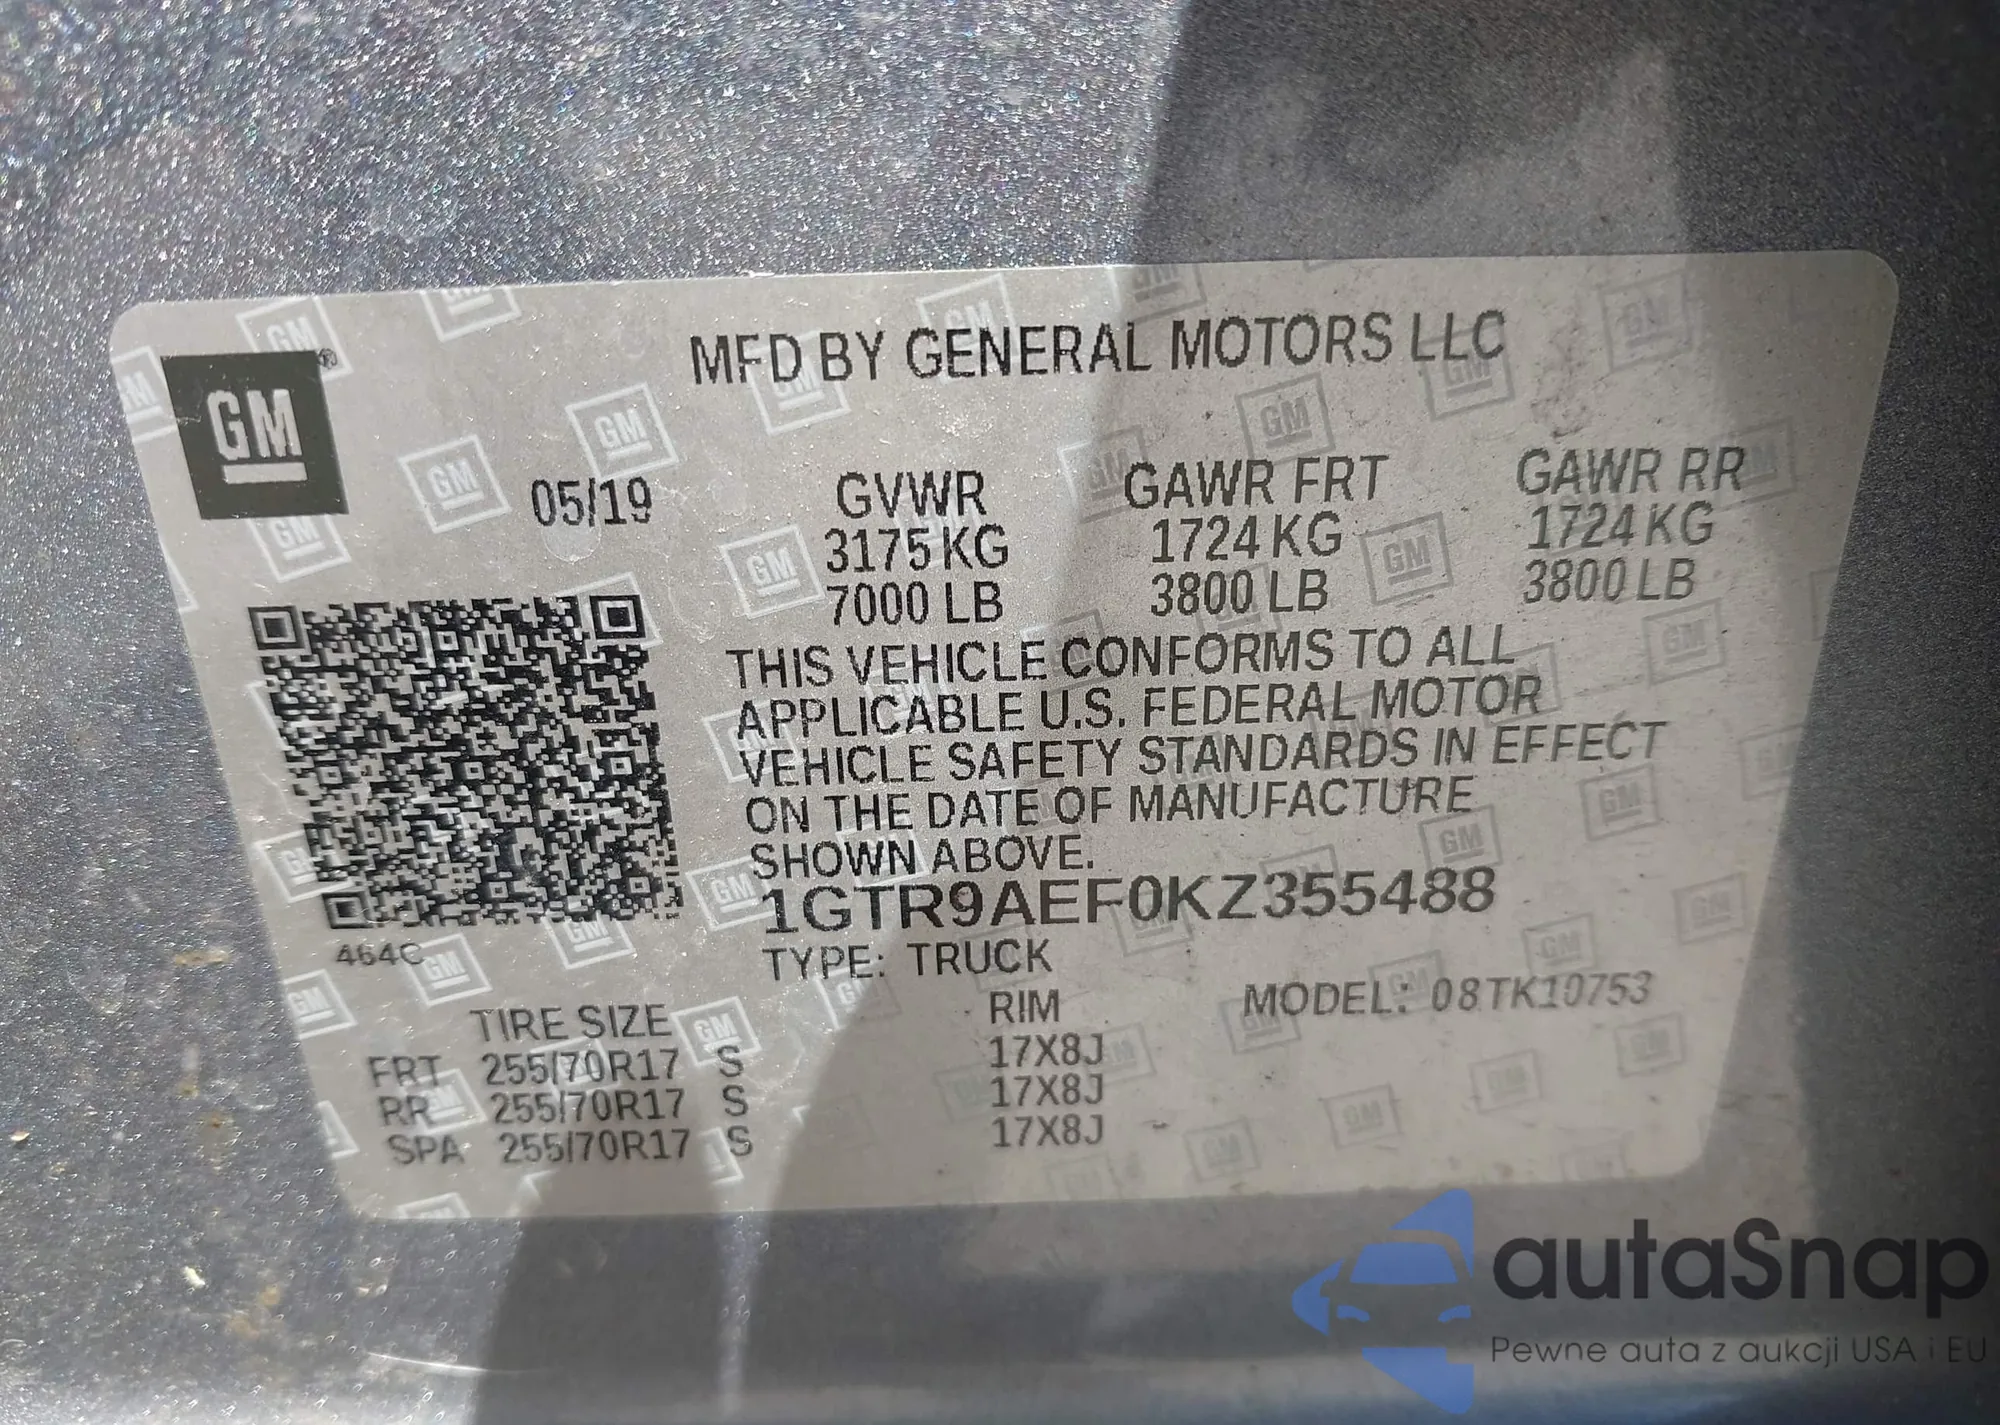 MFD BY GENERAL MOTORS LLC
GM
05/19
GVWR GAWR FRT GAWR RR
3175 KG 1724 KG 1724 KG
7000 LB 3800 LB 3800 LB
THIS VEHICLE CONFORMS TO ALL
APPLICABLE U.S. FEDERAL MOTOR
VEHICLE SAFETY STANDARDS IN EFFECT
ON THE DATE OF MANUFACTURE
SHOWN ABOVE.
1GTR9AEF0KZ355488
464C
TYPE: TRUCK
MODEL: 08TK10753
TIRE SIZE RIM
FRT 255/70R17 S 17X8J
RR 255/70R17 S 17X8J
SPA 255/70R17 S 17X8J
autaSnap
Pewne auta z aukcji USA i EU